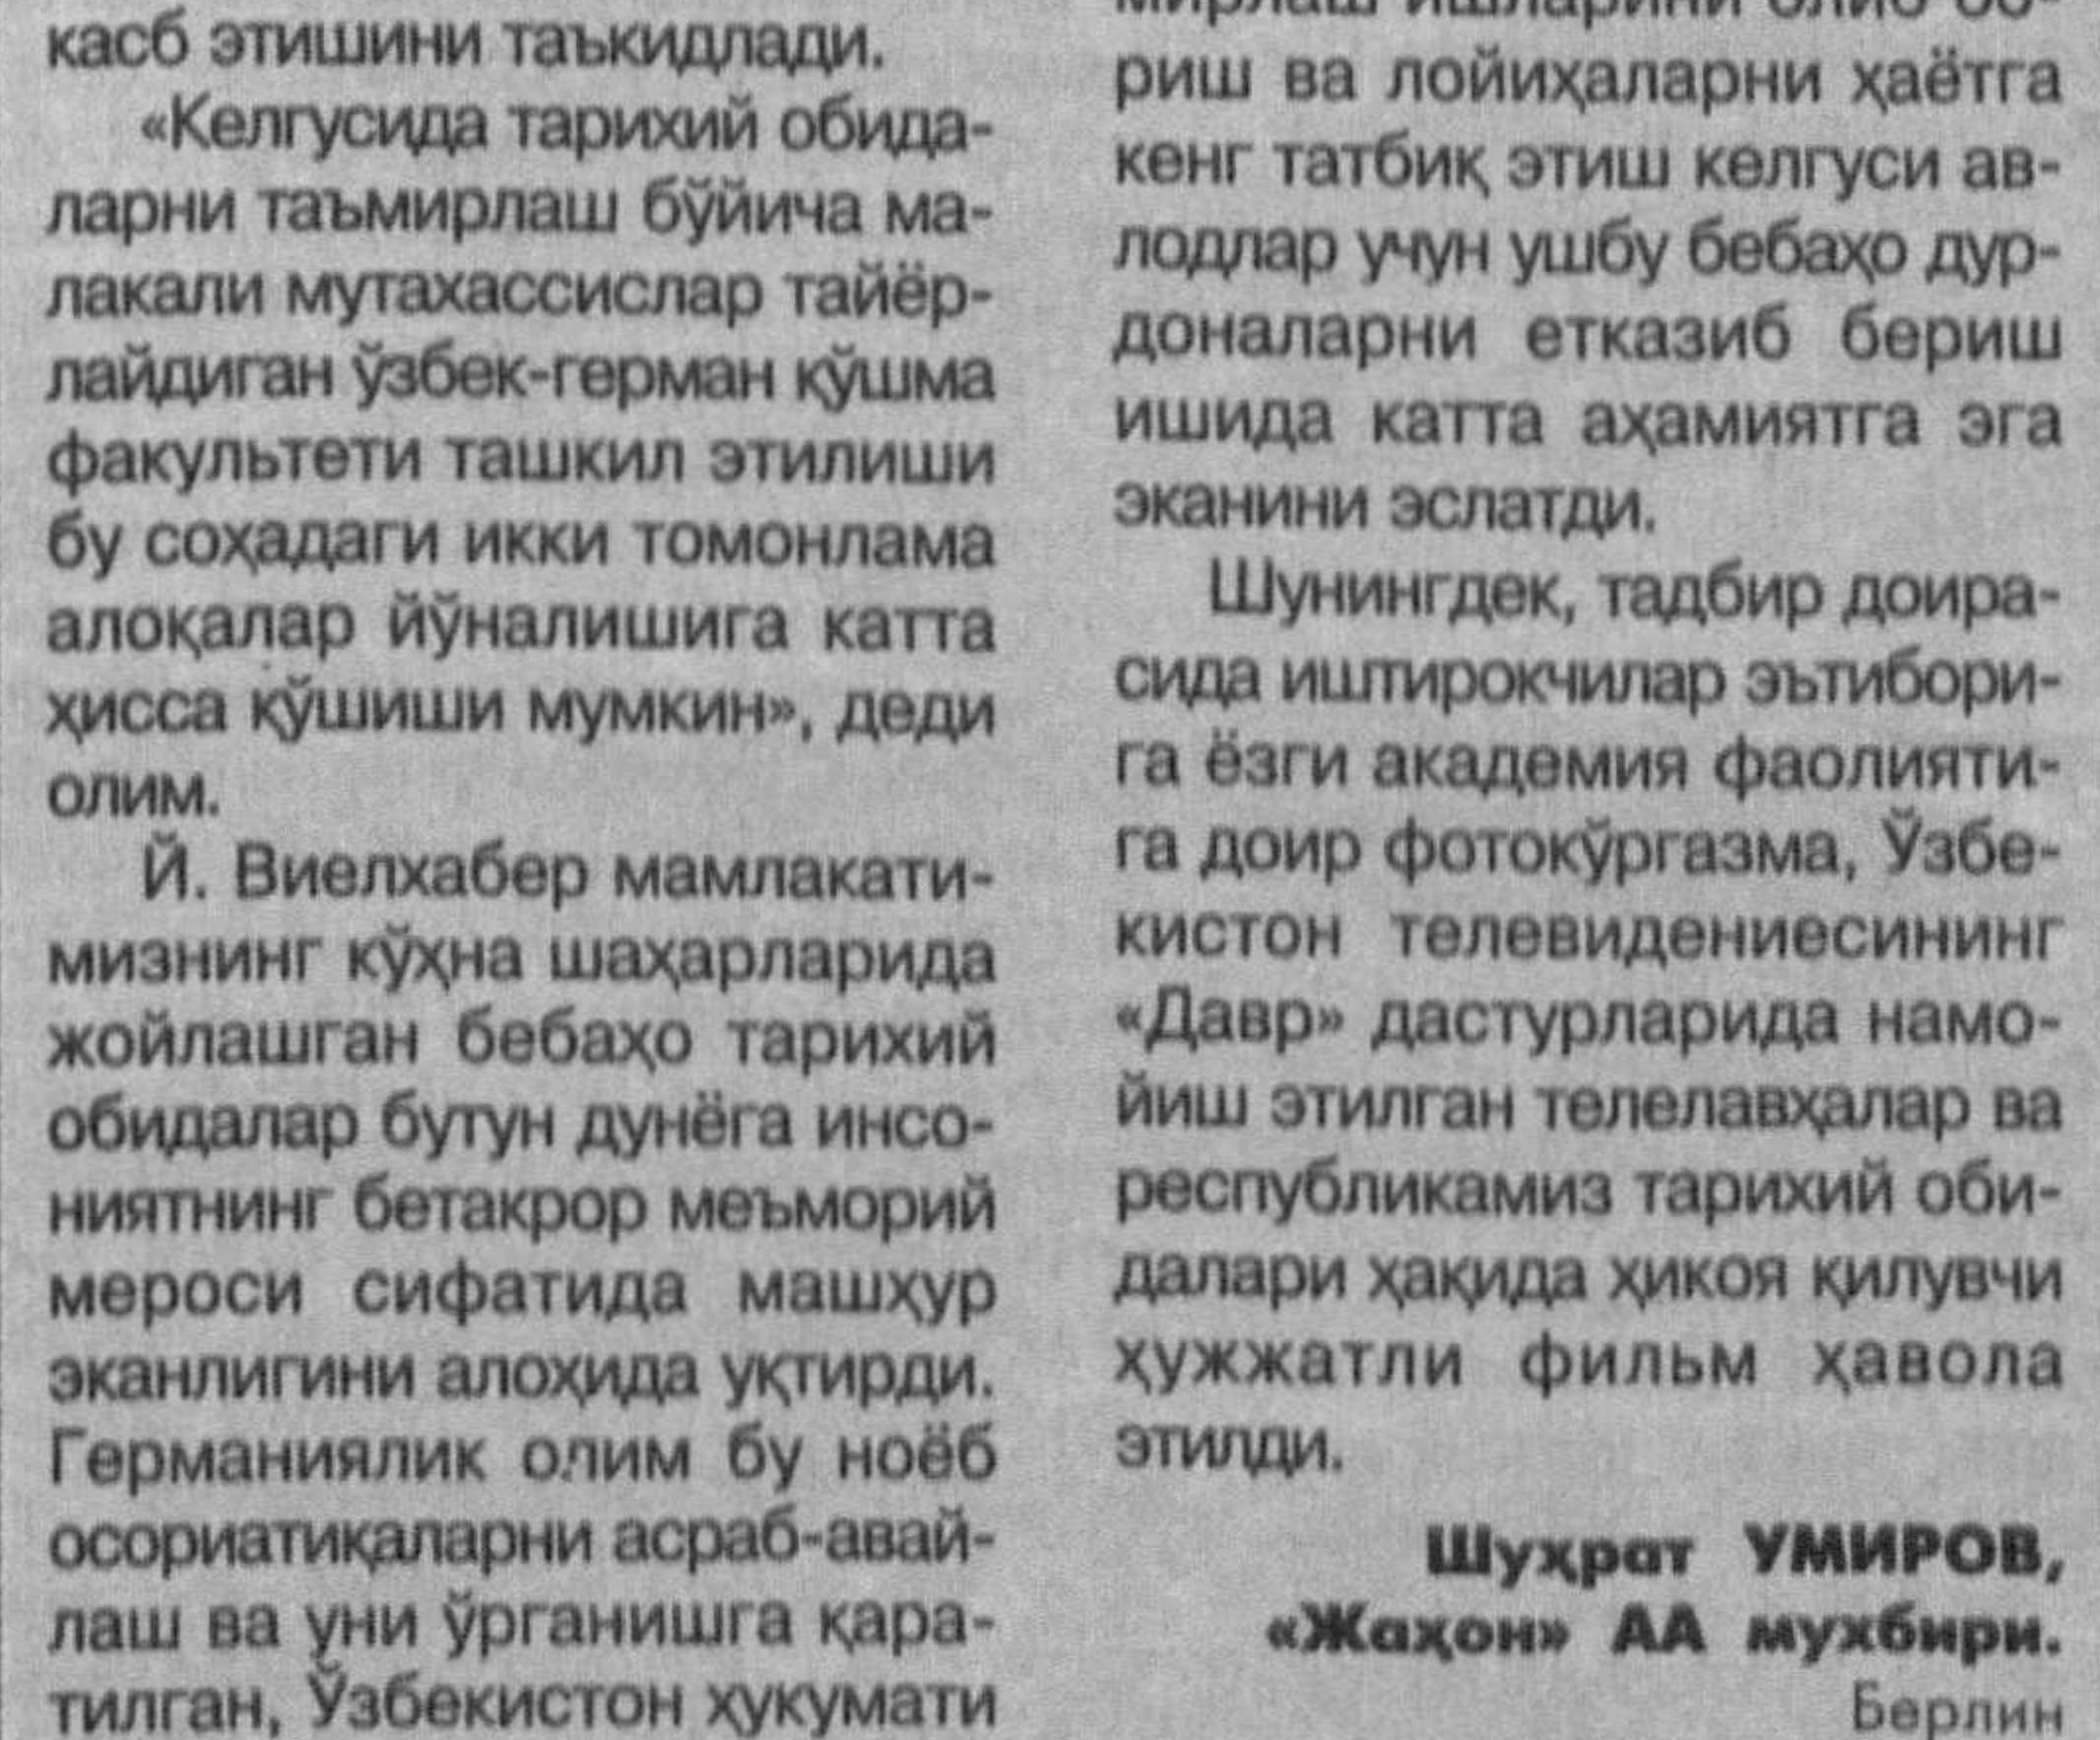 касб этишини таъкидлади.
«Келгусида тарихий обида-
ларни таъмирлаш бўйича ма-
лакали мутахассислар тайёр-
лайдиган ўзбек-герман қўшма
факультети ташкил этилиши
бу соҳадаги икки томонлама
алоқалар йўналишига катта
ҳисса қўшиши мумкин», деди
олим.
Й. Виелхабер мамлакати-
мизнинг кўҳна шаҳарларида
жойлашган бебаҳо тарихий
обидалар бутун дунёга инсо-
ниятнинг бетакрор меъморий
мероси сифатида машҳур
эканлигини алоҳида уқтирди.
Германиялик олим бу ноёб
осориатиқаларни асраб-авай-
лаш ва уни ўрганишга қара-
тилган, Ўзбекистон ҳукумати
мирлаш ишларини олиб бо-
риш ва лойиҳаларни ҳаётга
кенг татбиқ этиш келгуси ав-
лодлар учун ушбу бебаҳо дур-
доналарни етказиб бериш
ишида катта аҳамиятга эга
эканини эслатди.
Шунингдек, тадбир доира-
сида иштирокчилар эътибори-
га ёзги академия фаолияти-
га доир фотокўргазма, Ўзбе-
кистон телевидениесининг
«Давр» дастурларида намо-
йиш этилган телелавҳалар ва
республикамиз тарихий оби-
далари ҳақида ҳикоя қилувчи
ҳужжатли фильм ҳавола
этилди.
Шуҳрат УМИРОВ,
«Жаҳон» АА мухбири.
Берлин